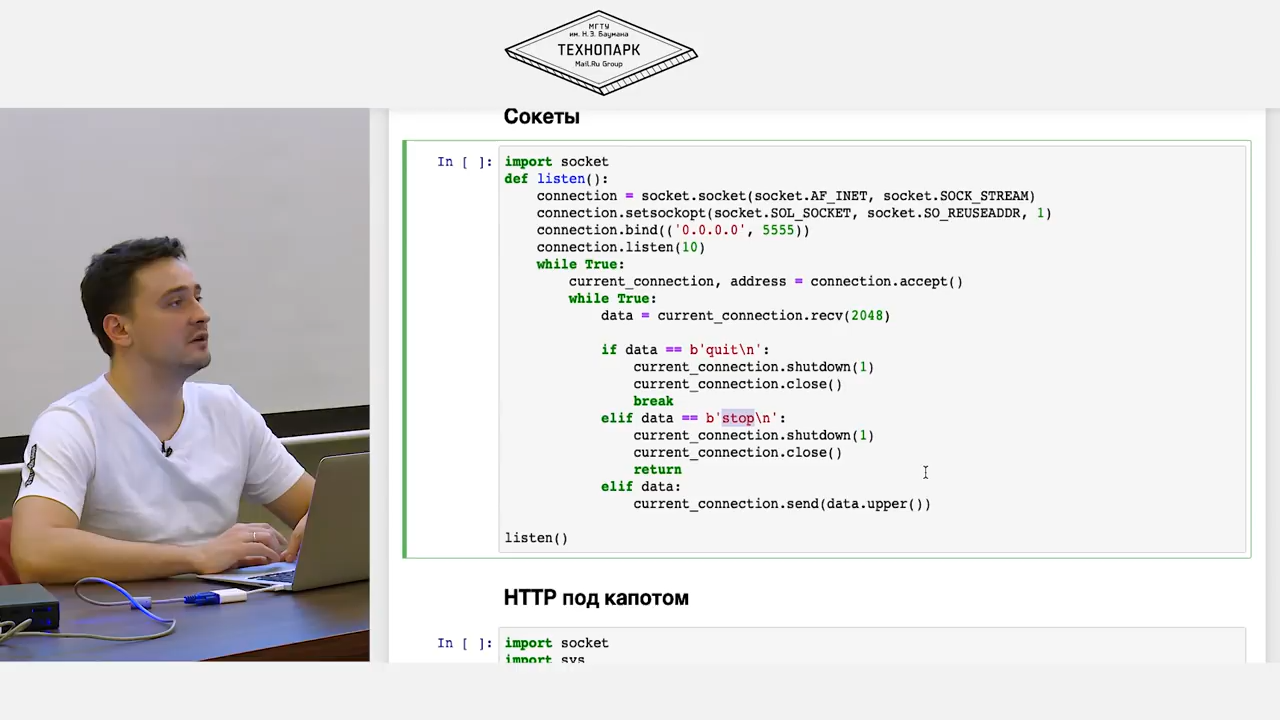 МГТУ
им. Н.Э. Баумана
ТЕХНОПАРК
Mail.Ru Group
Сокеты
In [ ]:
import socket
def listen():
    connection = socket.socket(socket.AF_INET, socket.SOCK_STREAM)
    connection.setsockopt(socket.SOL_SOCKET, socket.SO_REUSEADDR, 1)
    connection.bind(('0.0.0.0', 5555))
    connection.listen(10)
    while True:
        current_connection, address = connection.accept()
        while True:
            data = current_connection.recv(2048)
            if data == b'quit\n':
                current_connection.shutdown(1)
                current_connection.close()
                break
            elif data == b'stop\n':
                current_connection.shutdown(1)
                current_connection.close()
                return
            elif data:
                current_connection.send(data.upper())
listen()
HTTP под капотом
In [ ]:
import socket
import sys